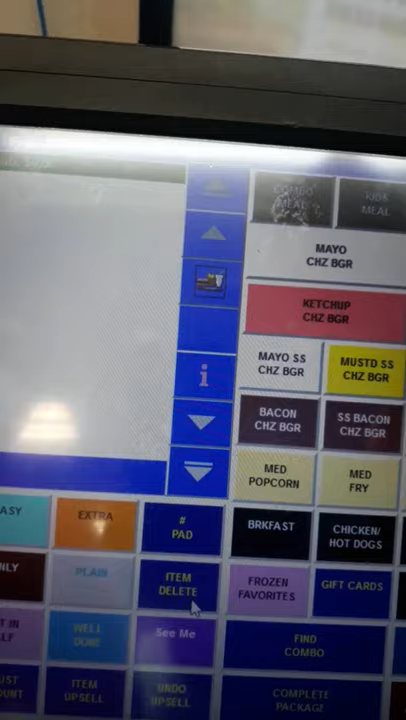 COMBO
MEAL
KIDS
MEAL
MAYO
CHZ BGR
KETCHUP
CHZ BGR
MAYO SS
CHZ BGR
MUSTD SS
CHZ BGR
i
BACON
CHZ BGR
SS BACON
CHZ BGR
MED
POPCORN
MED
FRY
ASY
EXTRA
#
PAD
BRKFAST
CHICKEN/
HOT DOGS
NLY
PLAIN
ITEM
DELETE
FROZEN
FAVORITES
GIFT CARDS
T IN
LF
WELL
DONE
See Me
FIND
COMBO
UST
OUNT
ITEM
UPSELL
UNDO
UPSELL
COMPLETE
PACKAGE